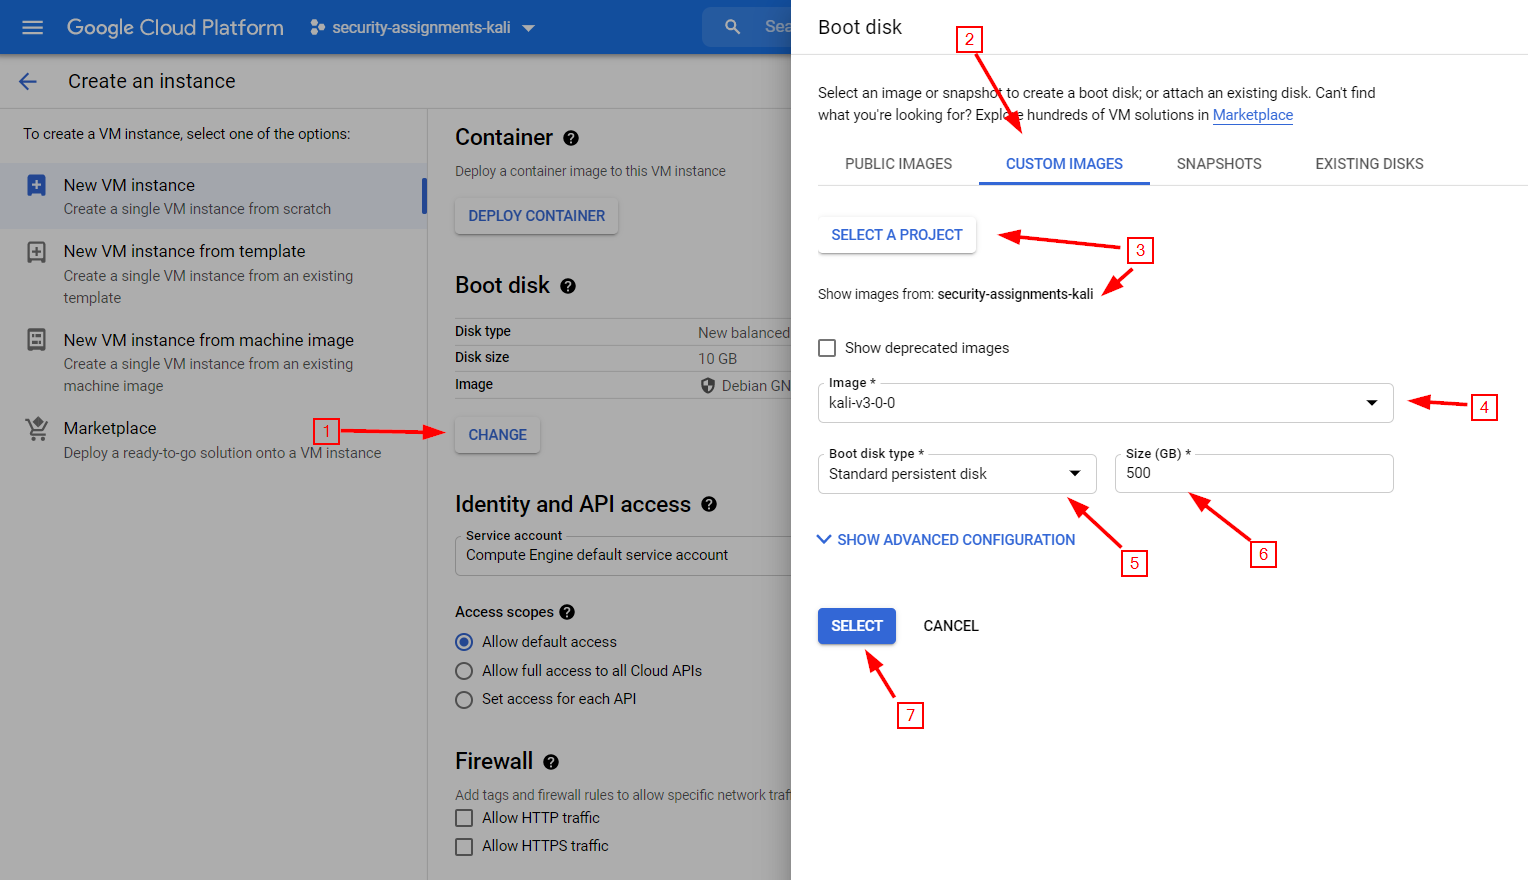 Google Cloud Platform
security-assignments-kali
Sea
Create an instance
To create a VM instance, select one of the options:
New VM instance
Create a single VM instance from scratch
New VM instance from template
Create a single VM instance from an existing
template
New VM instance from machine image
Create a single VM instance from an existing
machine image
Marketplace
Deploy a ready-to-go solution onto a VM instance
Container
Deploy a container image to this VM instance
DEPLOY CONTAINER
Boot disk
Disk type New balanced
Disk size 10 GB
Image Debian GN
1
CHANGE
Identity and API access
Service account
Compute Engine default service account
Access scopes
Allow default access
Allow full access to all Cloud APIs
Set access for each API
Firewall
Add tags and firewall rules to allow specific network traf
Allow HTTP traffic
Allow HTTPS traffic
Boot disk
2
Select an image or snapshot to create a boot disk; or attach an existing disk. Can't find
what you're looking for? Explore hundreds of VM solutions in Marketplace
PUBLIC IMAGES CUSTOM IMAGES SNAPSHOTS EXISTING DISKS
SELECT A PROJECT
3
Show images from: security-assignments-kali
Show deprecated images
Image *
kali-v3-0-0
4
Boot disk type * Size (GB) *
Standard persistent disk 500
SHOW ADVANCED CONFIGURATION
5
6
SELECT CANCEL
7